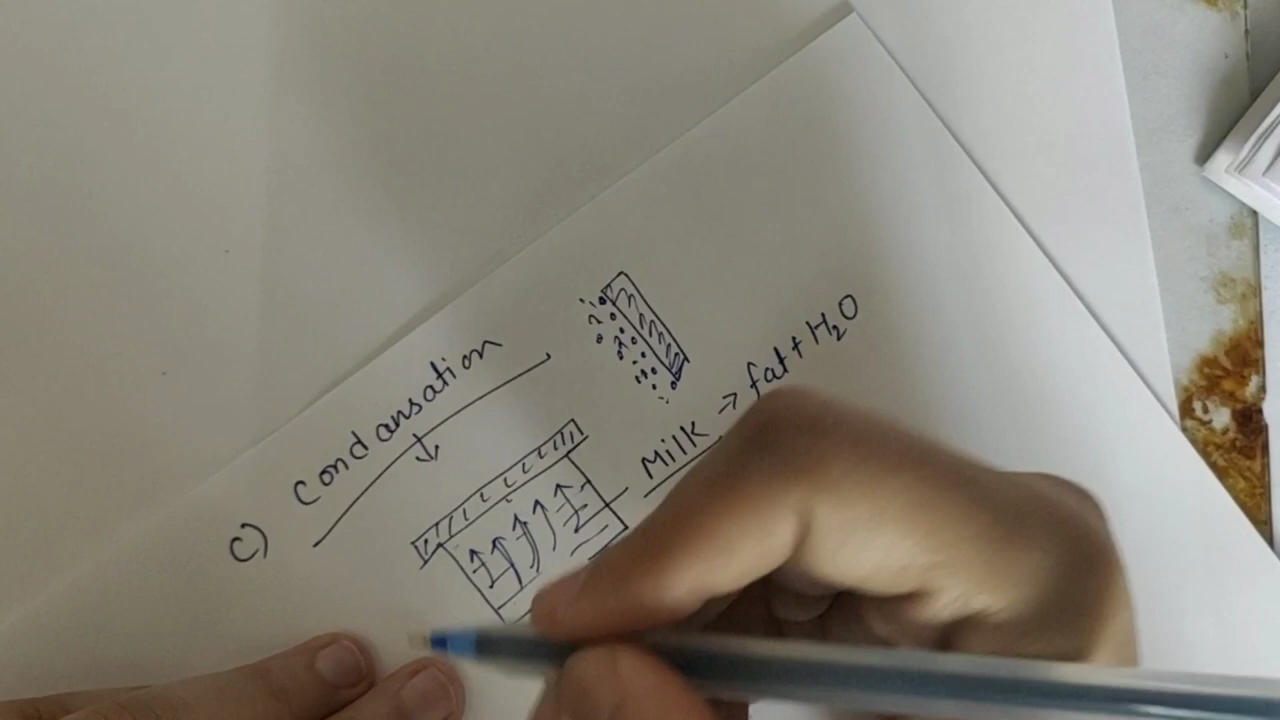 c) Condansation
Milk → fat + H₂O